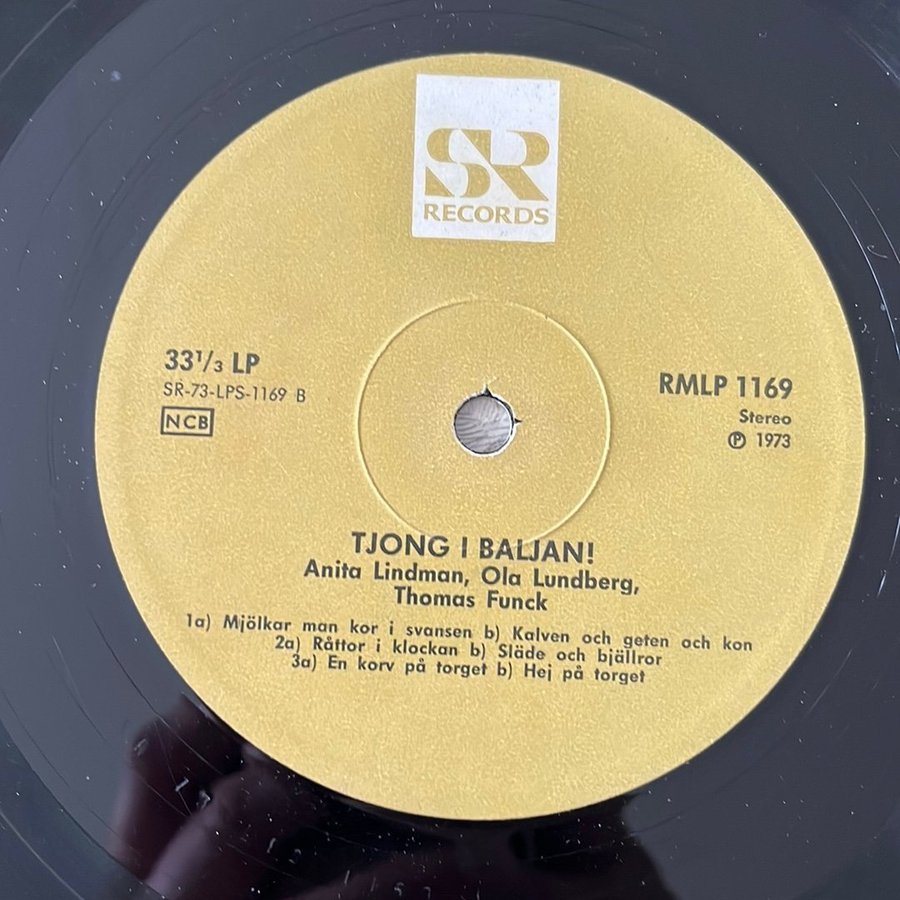 SR
RECORDS
33 1/3 LP
SR-73-LPS-1169 B
NCB
RMLP 1169
Stereo
Ⓟ 1973
TJONG I BALJAN!
Anita Lindman, Ola Lundberg,
Thomas Funck
1a) Mjölkar man kor i svansen b) Kalven och geten och kon
2a) Råttor i klockan b) Släde och bjällror
3a) En korv på torget b) Hej på torget